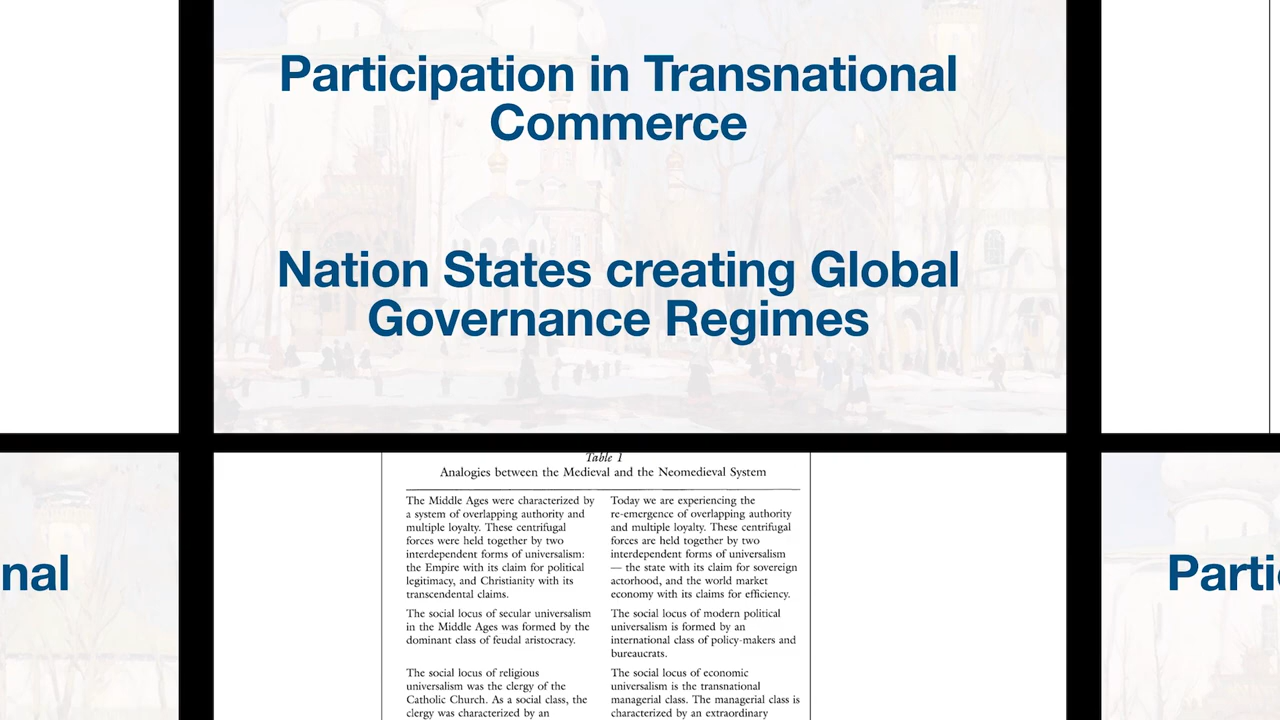 Participation in Transnational
Commerce
Nation States creating Global
Governance Regimes
nal
Table 1
Analogies between the Medieval and the Neomedieval System
The Middle Ages were characterized by
a system of overlapping authority and
multiple loyalty. These centrifugal
forces were held together by two
interdependent forms of universalism:
the Empire with its claim for political
legitimacy, and Christianity with its
transcendental claims.
The social locus of secular universalism
in the Middle Ages was formed by the
dominant class of feudal aristocracy.
The social locus of religious
universalism was the clergy of the
Catholic Church. As a social class, the
clergy was characterized by an
Today we are experiencing the
re-emergence of overlapping authority
and multiple loyalty. These centrifugal
forces are held together by two
interdependent forms of universalism
— the state with its claim for sovereign
actorhood, and the world market
economy with its claims for efficiency.
The social locus of modern political
universalism is formed by an
international class of policy-makers and
bureaucrats.
The social locus of economic
universalism is the transnational
managerial class. The managerial class is
characterized by an extraordinary
Parti